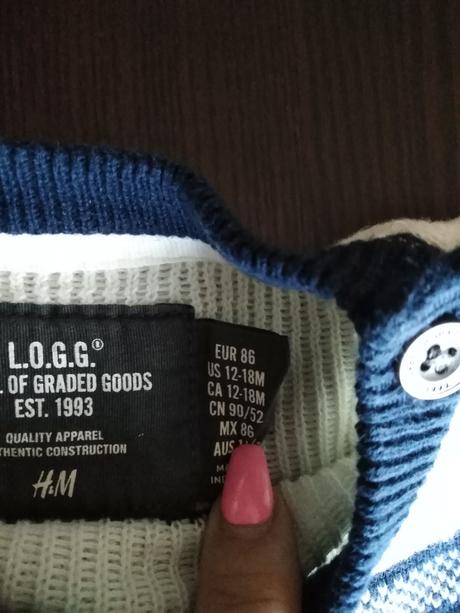 L.O.G.G.®
OF GRADED GOODS
EST. 1993
QUALITY APPAREL
THENTIC CONSTRUCTION
H&M
EUR 86
US 12-18M
CA 12-18M
CN 90/52
MX 86
AUS